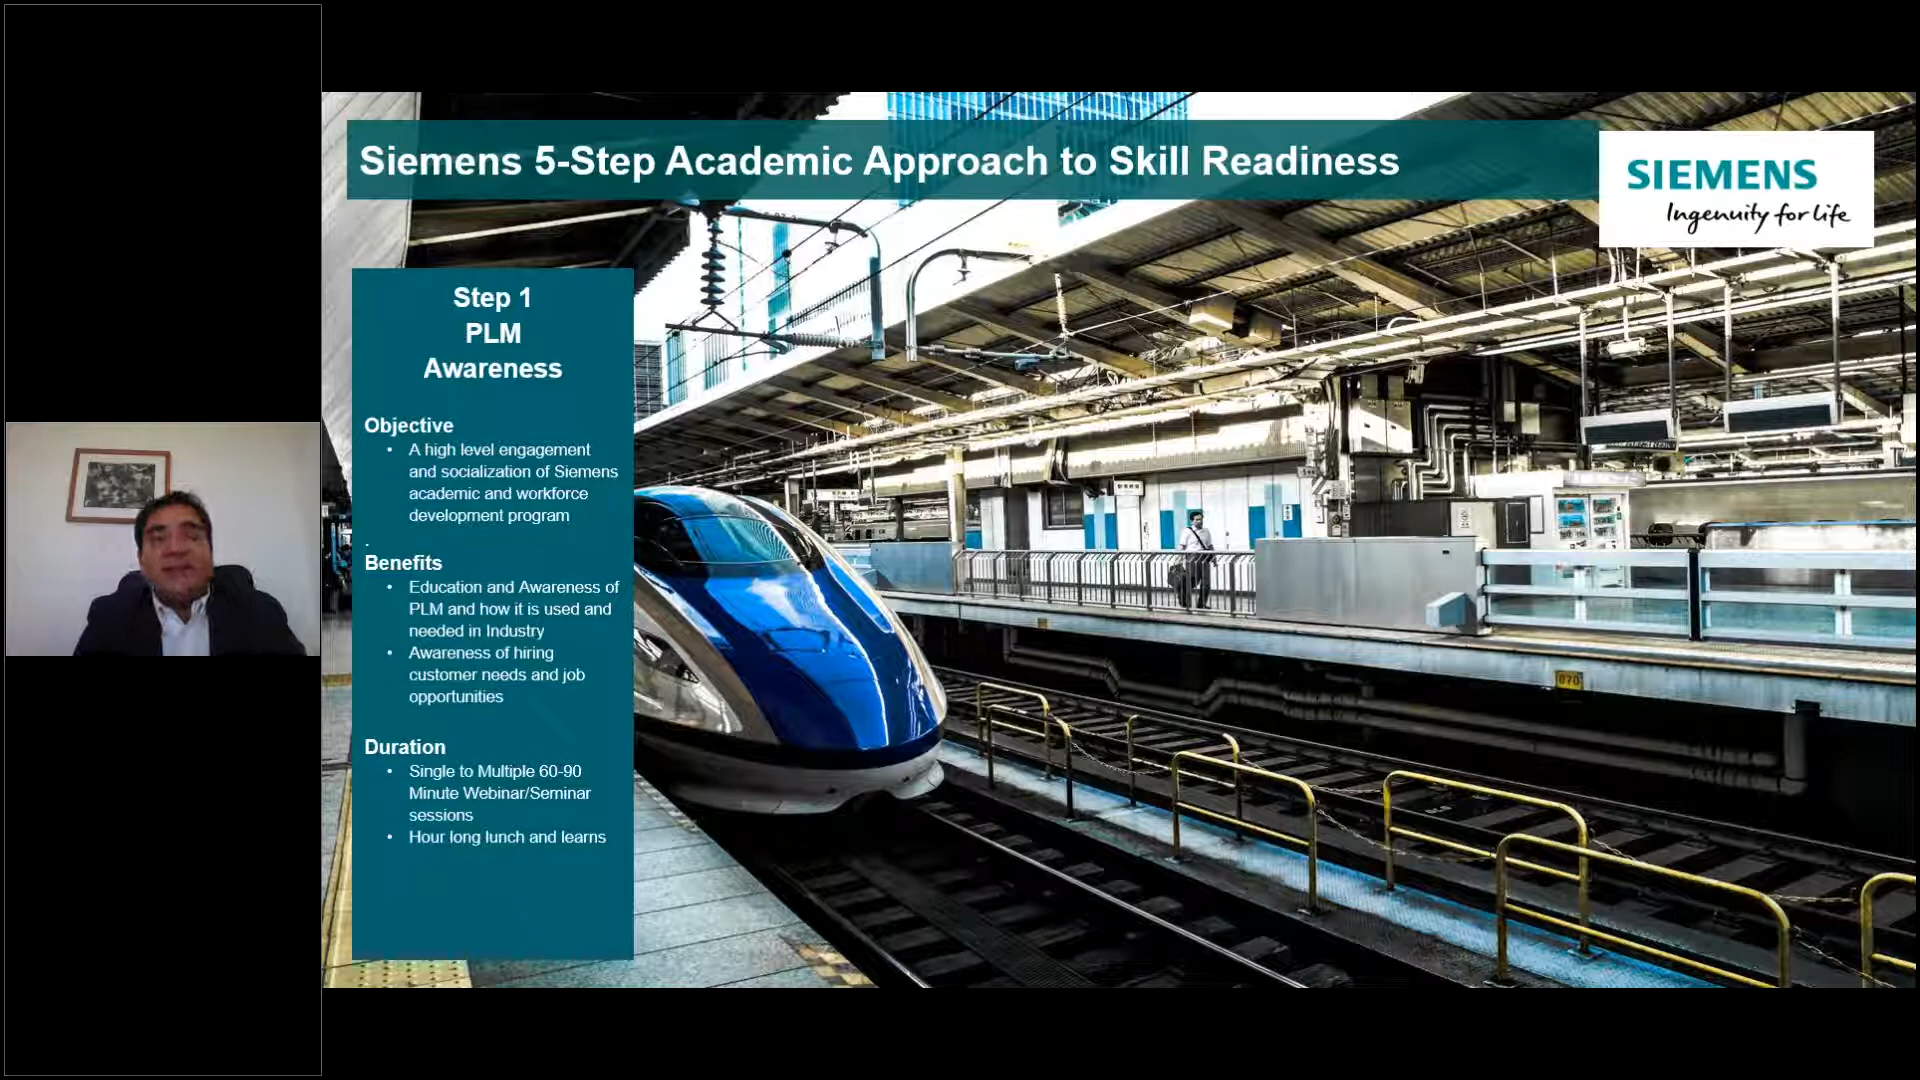 Siemens 5-Step Academic Approach to Skill Readiness
SIEMENS
Ingenuity for life
Step 1
PLM
Awareness
Objective
• A high level engagement
and socialization of Siemens
academic and workforce
development program
.
Benefits
• Education and Awareness of
PLM and how it is used and
needed in Industry
• Awareness of hiring
customer needs and job
opportunities
Duration
• Single to Multiple 60-90
Minute Webinar/Seminar
sessions
• Hour long lunch and learns
070